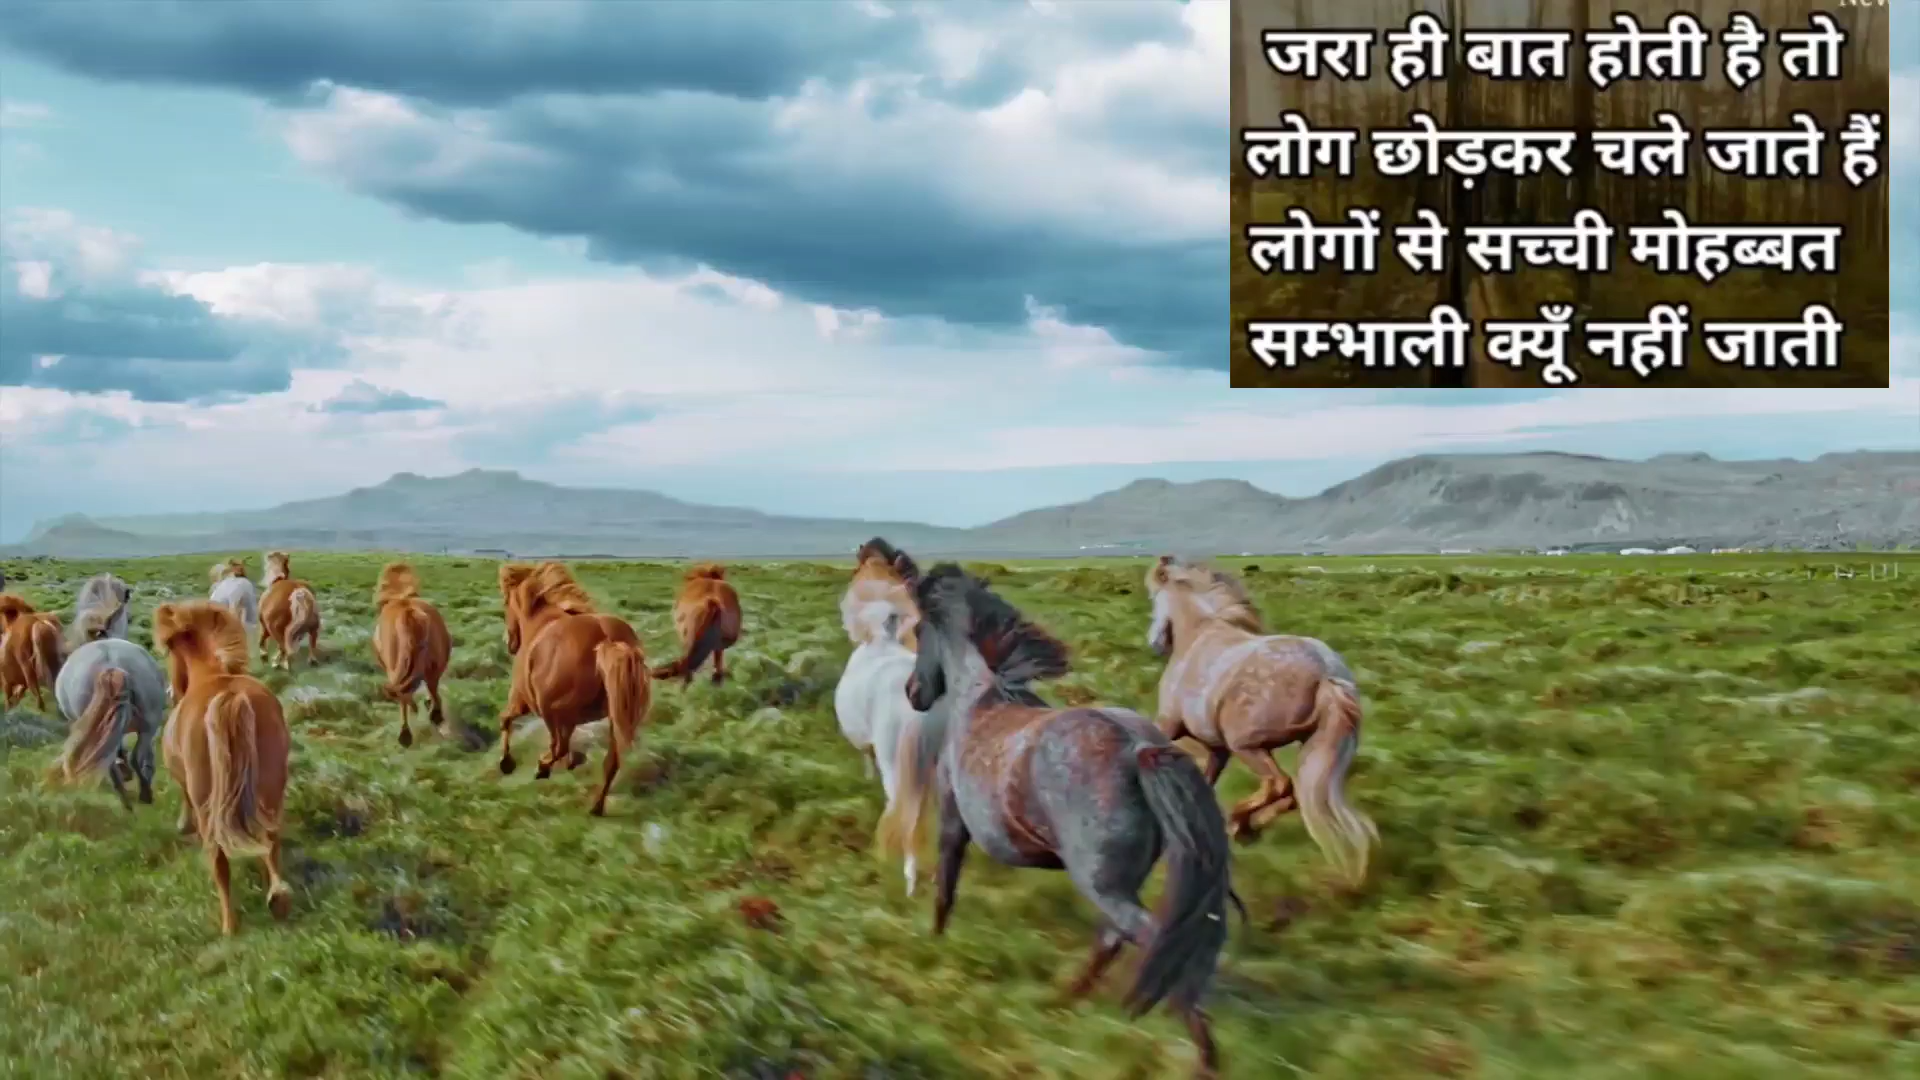 जरा ही बात होती है तो
लोग छोड़कर चले जाते हैं
लोगों से सच्ची मोहब्बत
सम्भाली क्यूँ नहीं जाती